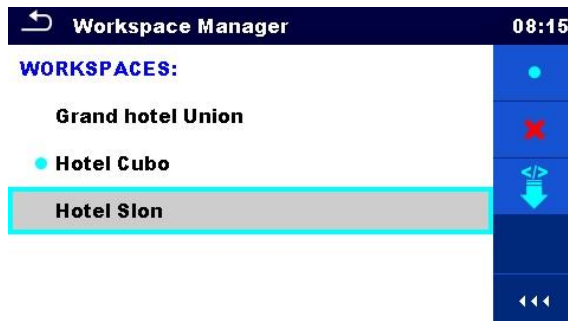 Workspace Manager 08:15
WORKSPACES:
Grand hotel Union
Hotel Cubo
Hotel Slon
</>